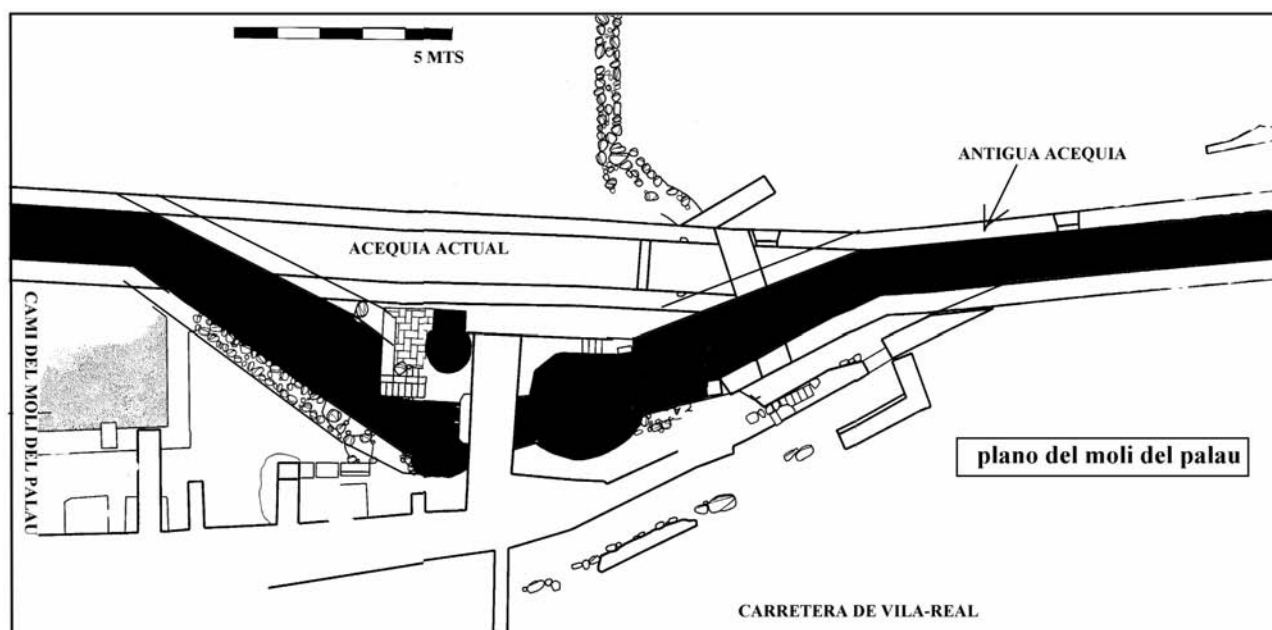 5 MTS
ANTIGUA ACEQUIA
ACEQUIA ACTUAL
CAMI DEL MOLI DEL PALAU
plano del moli del palau
CARRETERA DE VILA-REAL